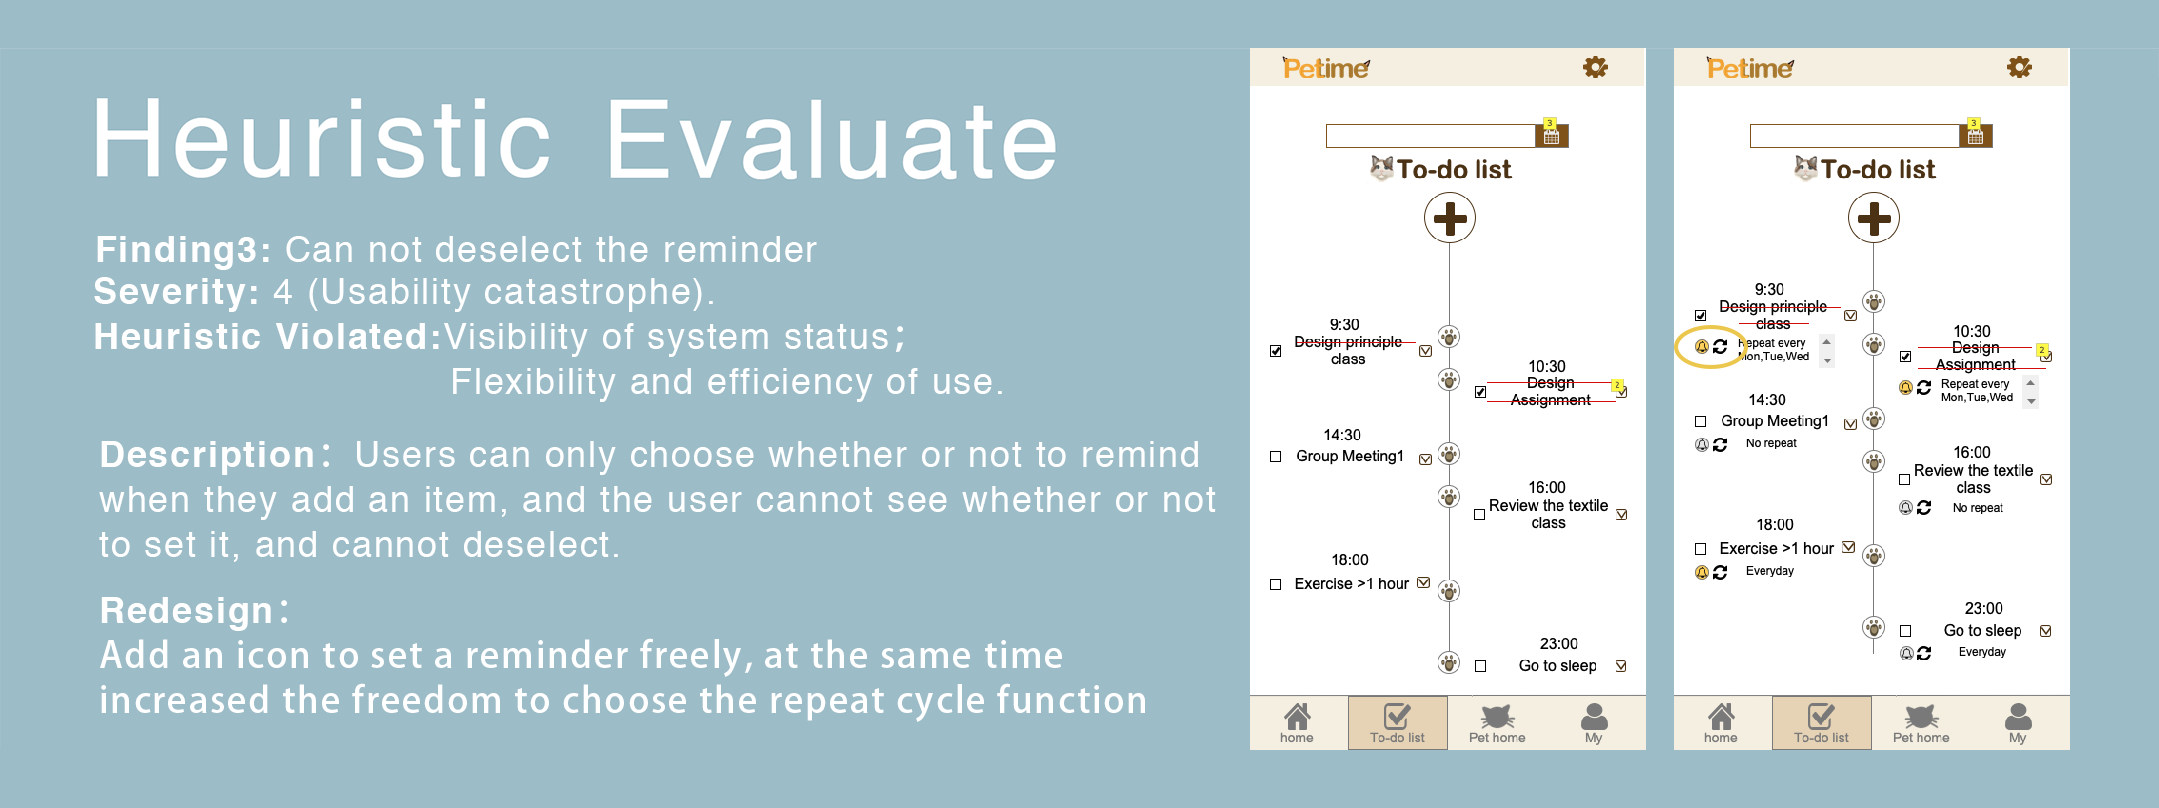 Heuristic Evaluate
Finding3: Can not deselect the reminder
Severity: 4 (Usability catastrophe).
Heuristic Violated:Visibility of system status；
Flexibility and efficiency of use.
Description： Users can only choose whether or not to remind
when they add an item, and the user cannot see whether or not
to set it, and cannot deselect.
Redesign：
Add an icon to set a reminder freely, at the same time
increased the freedom to choose the repeat cycle function
Petime
3
To-do list
9:30
Design principle
class
10:30
Design
2
Assignment
14:30
Group Meeting1
16:00
Review the textile
class
18:00
Exercise >1 hour
23:00
Go to sleep
home
To-do list
Pet home
My
Petime
3
To-do list
9:30
Design principle
class
Repeat every
Mon,Tue,Wed
10:30
Design
2
Assignment
Repeat every
Mon,Tue,Wed
14:30
Group Meeting1
No repeat
16:00
Review the textile
class
No repeat
18:00
Exercise >1 hour
Everyday
23:00
Go to sleep
Everyday
home
To-do list
Pet home
My